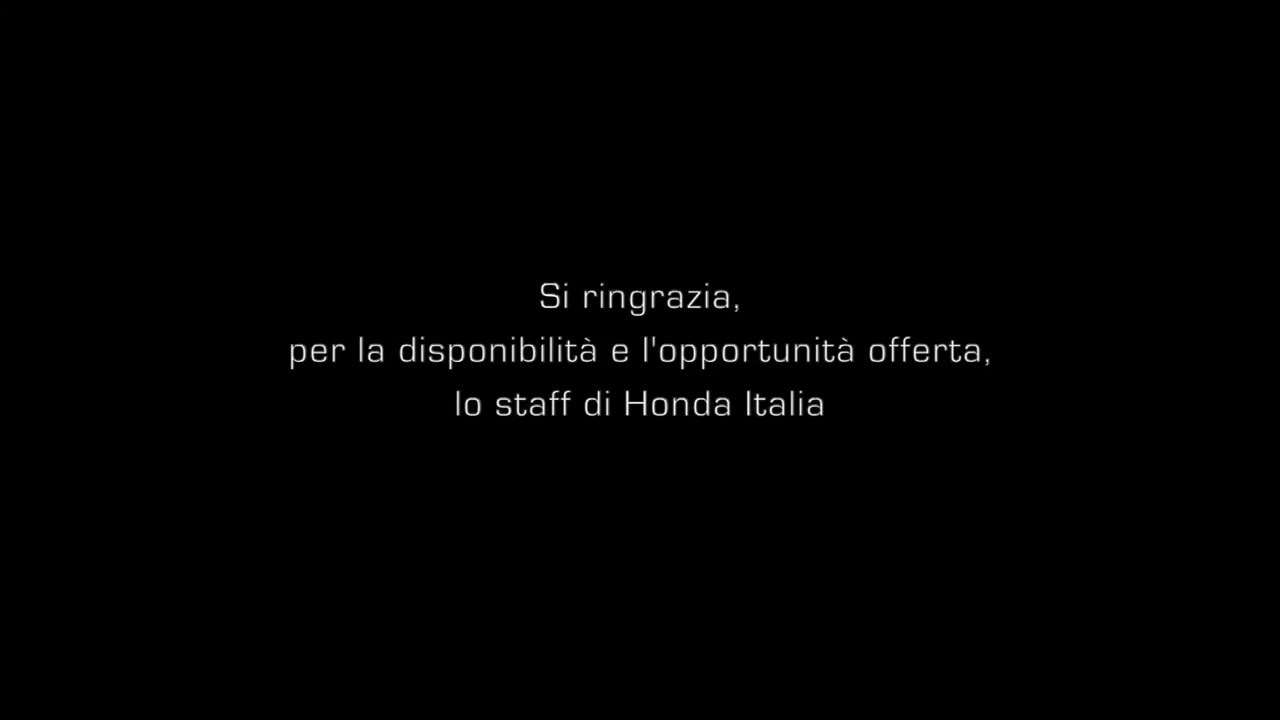 Si ringrazia,
per la disponibilità e l'opportunità offerta,
lo staff di Honda Italia